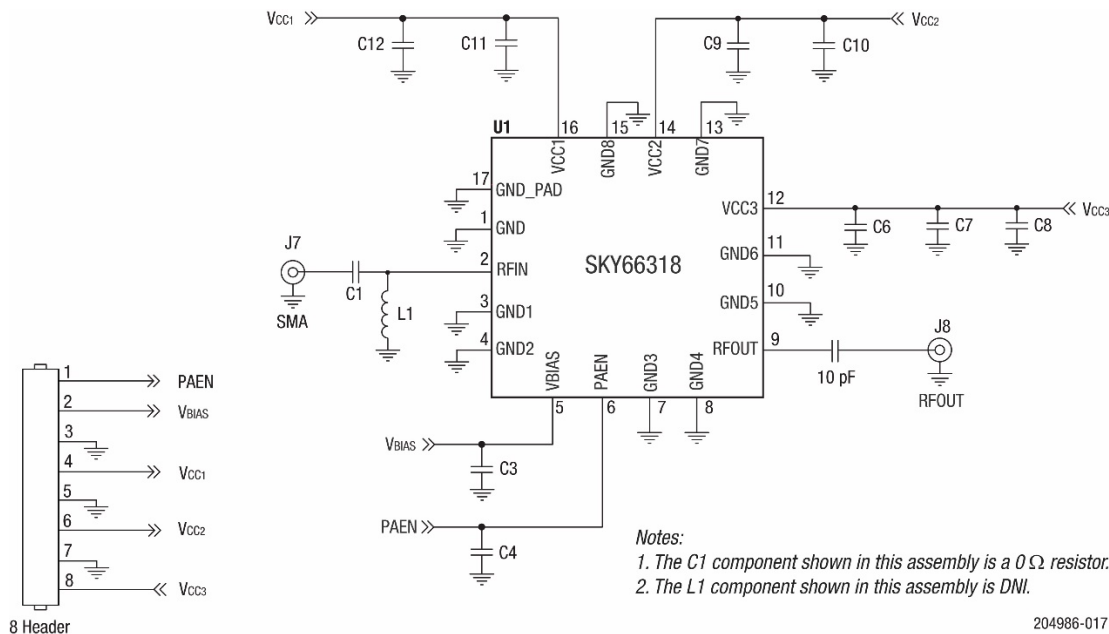 VCC1
C12
C11
C9
C10
VCC2
U1
16
15
14
13
VCC1
GND8
VCC2
GND7
17
GND_PAD
1
GND
J7
2
RFIN
C1
L1
SMA
3
GND1
4
GND2
SKY66318
VCC3
12
C6
C7
C8
VCC3
GND6
11
GND5
10
RFOUT
9
10 pF
J8
RFOUT
VBIAS
PAEN
GND3
GND4
5
6
7
8
VBIAS
C3
PAEN
C4
1
PAEN
2
VBIAS
3
4
VCC1
5
6
VCC2
7
8
VCC3
8 Header
Notes:
1. The C1 component shown in this assembly is a 0 Ω resistor.
2. The L1 component shown in this assembly is DNI.
204986-017